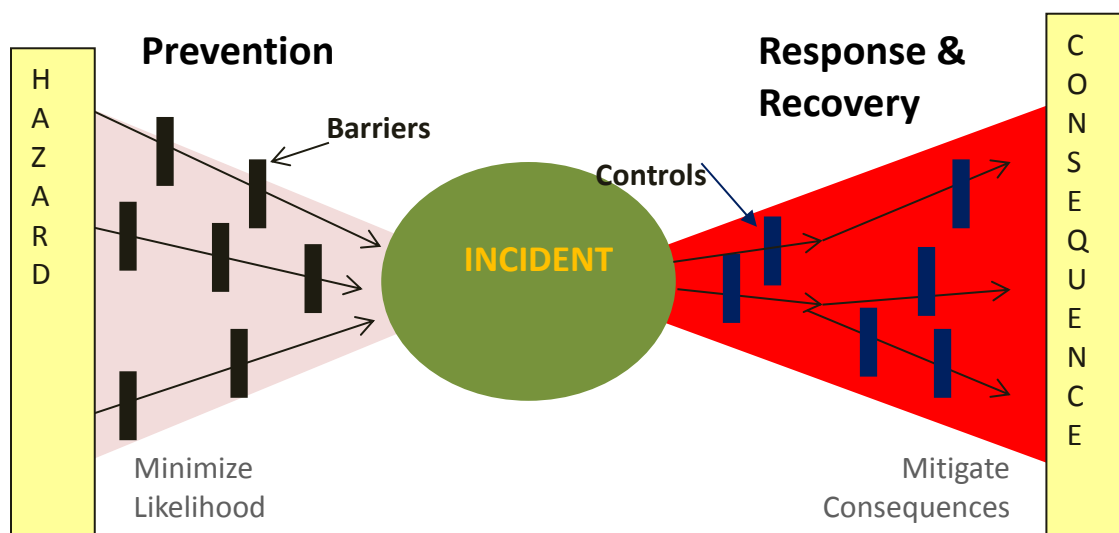 HAZARD
Prevention
Barriers
Minimize
Likelihood
INCIDENT
Response &
Recovery
Controls
Mitigate
Consequences
CONSEQUENCE